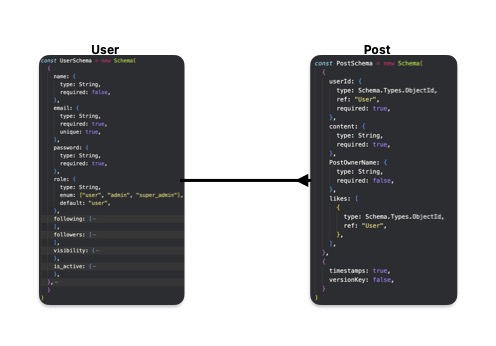 User
const UserSchema = new Schema(
{
name: {
type: String,
required: false,
},
email: {
type: String,
required: true,
unique: true,
},
password: {
type: String,
required: true,
},
role: {
type: String,
enum: ["user", "admin", "super_admin"],
default: "user",
},
following: [⋯
],
followers: [⋯
],
visibility: {⋯
},
is_active: {⋯
},
},⋯
}
)
Post
const PostSchema = new Schema(
{
userId: {
type: Schema.Types.ObjectId,
ref: "User",
required: true,
},
content: {
type: String,
required: true,
},
PostOwnerName: {
type: String,
required: false,
},
likes: [
{
type: Schema.Types.ObjectId,
ref: "User",
},
],
},
{
timestamps: true,
versionKey: false,
}
)